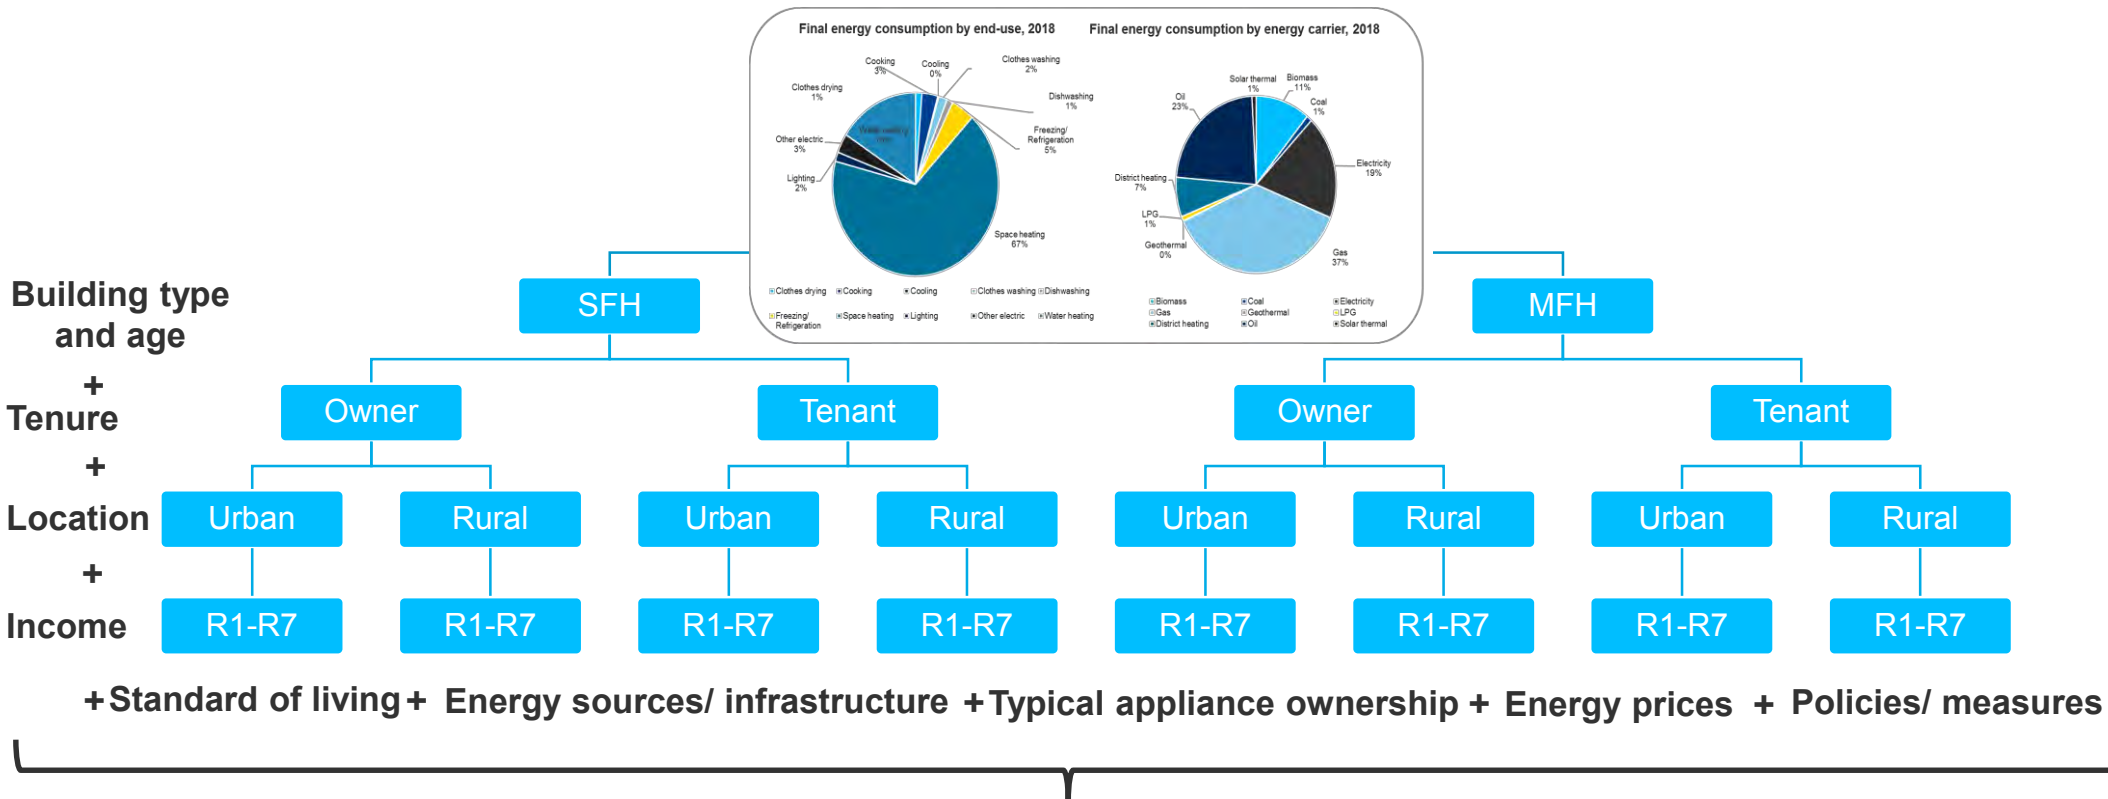 Final energy consumption by end-use, 2018
Final energy consumption by energy carrier, 2018
Cooking
3%
Cooling
0%
Clothes washing
2%
Clothes drying
1%
Dishwashing
1%
Other electric
3%
Freezing/
Refrigeration
5%
Lighting
2%
Space heating
67%
Clothes drying
Cooking
Cooling
Clothes washing
Dishwashing
Freezing/
Refrigeration
Space heating
Lighting
Other electric
Water heating
Solar thermal
1%
Biomass
11%
Oil
23%
Coal
1%
Electricity
19%
District heating
7%
LPG
1%
Geothermal
0%
Gas
37%
Biomass
Coal
Electricity
Gas
Geothermal
LPG
District heating
Oil
Solar thermal
Building type
and age
SFH
MFH
+
Tenure
Owner
Tenant
Owner
Tenant
+
Location
Urban
Rural
Urban
Rural
Urban
Rural
Urban
Rural
+
Income
R1-R7
R1-R7
R1-R7
R1-R7
R1-R7
R1-R7
R1-R7
R1-R7
+ Standard of living + Energy sources/ infrastructure + Typical appliance ownership + Energy prices + Policies/ measures